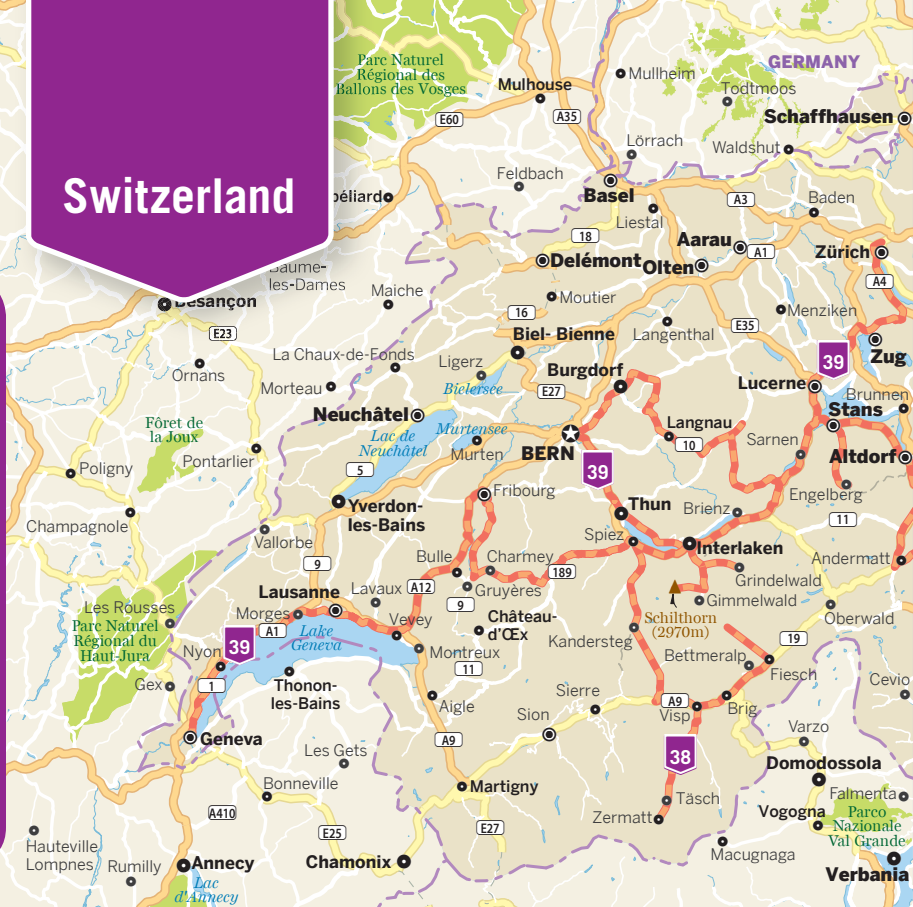 Switzerland
Parc Naturel
Régional des
Ballons des Vosges
GERMANY
Mullheim
Todtmoos
Mulhouse
Schaffhausen
E60
A35
Lörrach
Waldshut
Feldbach
béliard
Basel
A3
Baden
Liestal
18
Aarau
A1
Zürich
Delémont
Olten
A4
Baume-
les-Dames
Maiche
Moutier
Besançon
16
Menziken
E23
Biel- Bienne
Langenthal
E35
La Chaux-de-Fonds
Ligerz
39
Zug
Ornans
Burgdorf
Morteau
Bielersee
E27
Lucerne
Brunnen
Neuchâtel
Stans
Fôret de
la Joux
Murtensee
Langnau
Lac de
Neuchâtel
10
Sarnen
Pontarlier
Murten
BERN
Altdorf
Poligny
5
39
Engelberg
Fribourg
Yverdon-
les-Bains
Thun
Brienz
Champagnole
11
Vallorbe
Spiez
Interlaken
9
Bulle
Charmey
Andermatt
189
Grindelwald
Lausanne
Lavaux
A12
Gruyères
Les Rousses
9
Gimmelwald
Morges
Schilthorn
(2970m)
Oberwald
Parc Naturel
Régional du
Haut-Jura
A1
Lake
Geneva
Vevey
Château-
d'Œx
Kandersteg
19
Nyon
39
Montreux
Bettmeralp
11
Fiesch
Gex
1
Thonon-
les-Bains
Sierre
Cevio
Aigle
A9
Visp
Brig
Sion
Geneva
A9
Varzo
Les Gets
38
Domodossola
Bonneville
Martigny
Täsch
Falmenta
A410
Zermatt
Vogogna
Parco
Nazionale
Val Grande
E25
E27
Hauteville
Lompnes
Macugnaga
Rumilly
Annecy
Chamonix
Verbania
Lac
d'Annecy